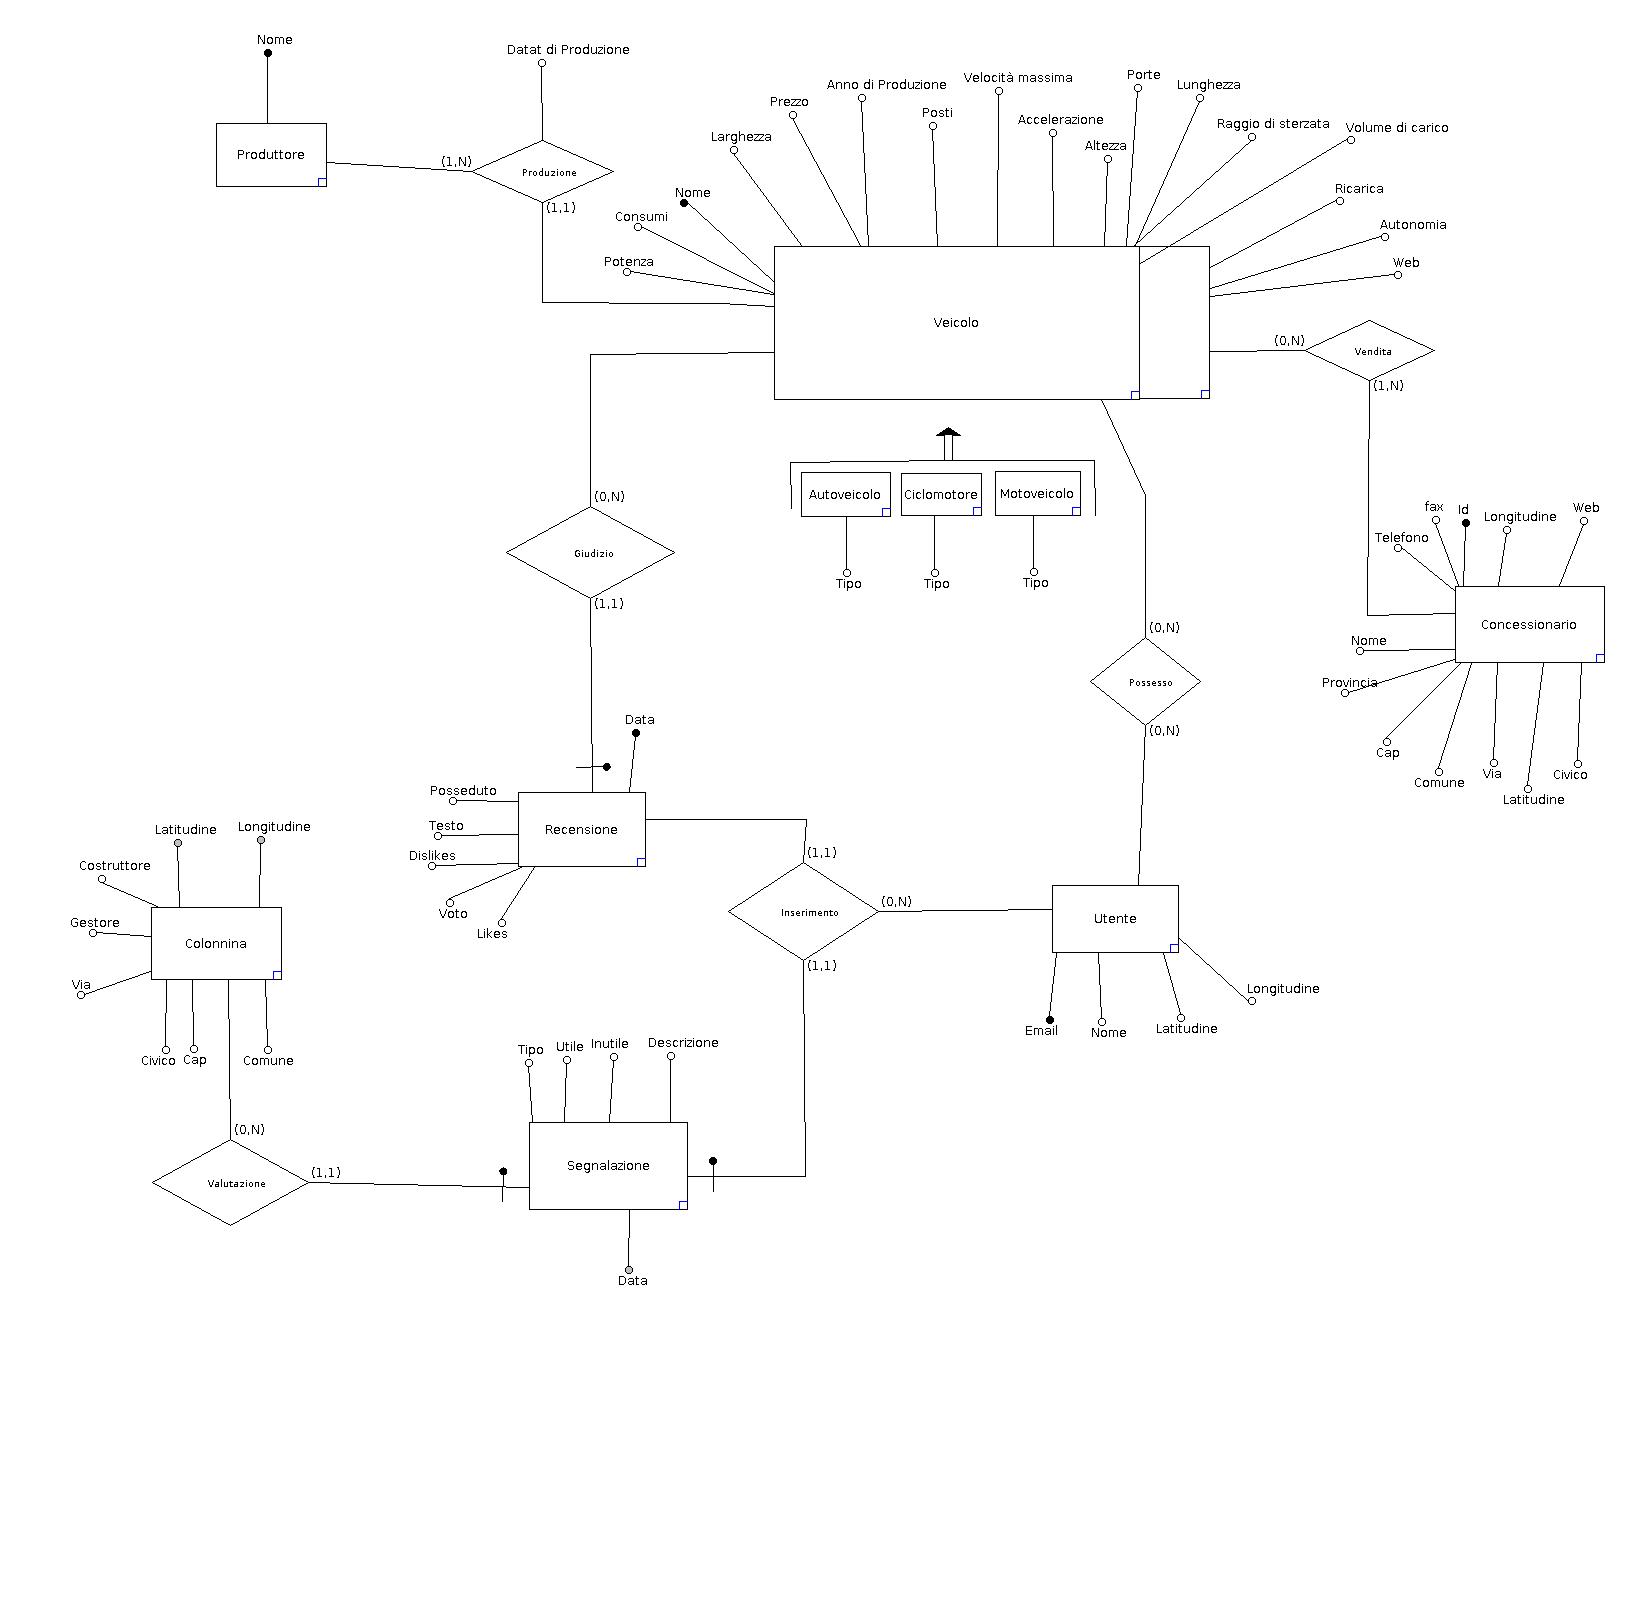 Nome
Datat di Produzione
Produttore
(1,N)
Produzione
(1,1)
Velocità massima
Porte
Anno di Produzione
Lunghezza
Prezzo
Posti
Accelerazione
Raggio di sterzata
Volume di carico
Larghezza
Altezza
Nome
Ricarica
Consumi
Autonomia
Potenza
Web
Veicolo
(0,N)
Vendita
(1,N)
Autoveicolo
Ciclomotore
Motoveicolo
Tipo
Tipo
Tipo
(0,N)
Giudizio
(1,1)
fax
Id
Longitudine
Web
Telefono
Concessionario
Nome
Provincia
Cap
Comune
Via
Latitudine
Civico
(0,N)
Possesso
(0,N)
Data
Posseduto
Testo
Dislikes
Voto
Likes
Recensione
Latitudine
Longitudine
Costruttore
Gestore
Colonnina
Via
Civico
Cap
Comune
(1,1)
Inserimento
(0,N)
(1,1)
Utente
Email
Nome
Latitudine
Longitudine
Tipo
Utile
Inutile
Descrizione
(0,N)
Valutazione
(1,1)
Segnalazione
Data